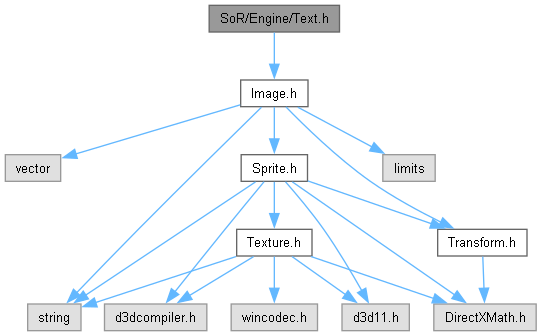 SoR/Engine/Text.h
Image.h
vector
Sprite.h
limits
Texture.h
Transform.h
string
d3dcompiler.h
wincodec.h
d3d11.h
DirectXMath.h